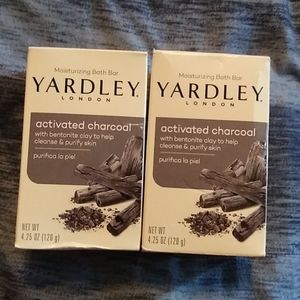 Moisturizing Bath Bar
YARDLEY
LONDON
activated charcoal
with bentonite clay to help
cleanse & purify skin
purifica la piel
NET WT
4.25 OZ (120 g)
Moisturizing Bath Bar
YARDLEY
LONDON
activated charcoal
with bentonite clay to help
cleanse & purify skin
purifica la piel
NET WT
4.25 OZ (120 g)